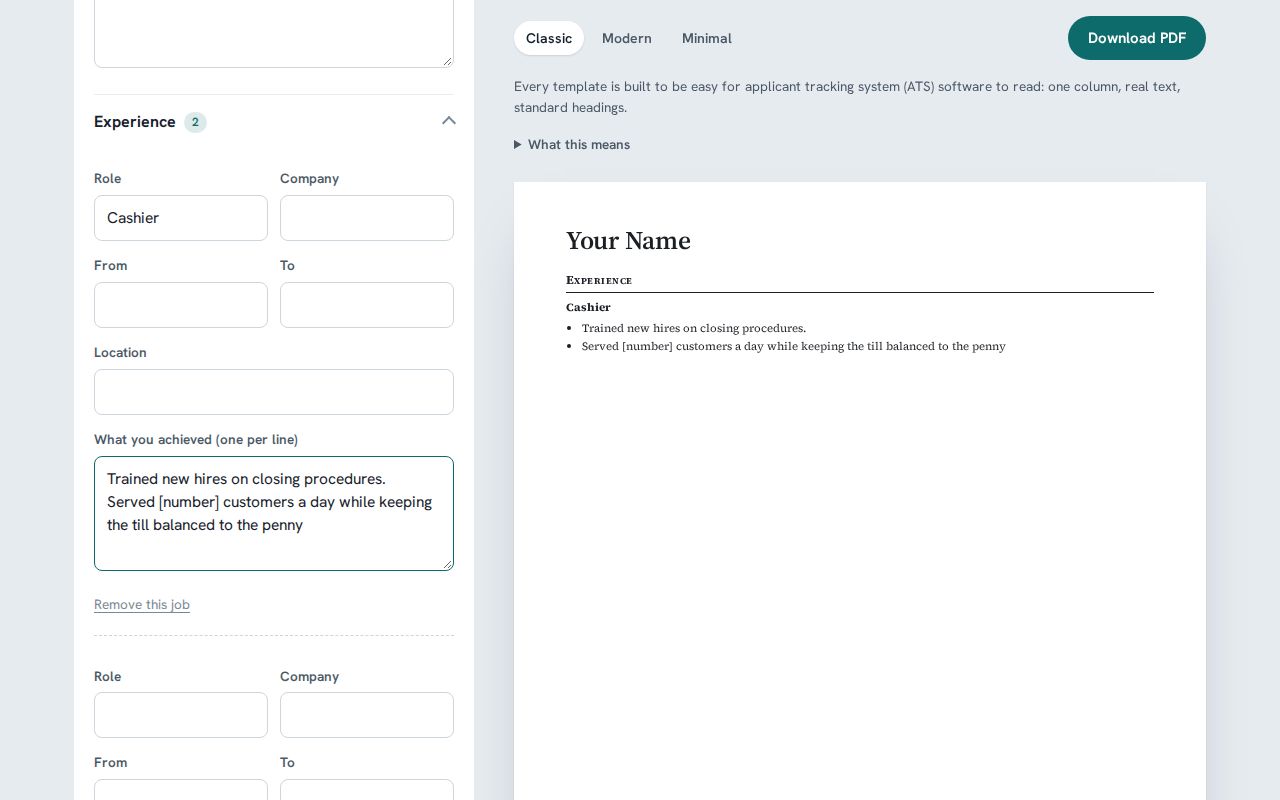 Classic Modern Minimal Download PDF
Every template is built to be easy for applicant tracking system (ATS) software to read: one column, real text,
standard headings.
What this means
Experience 2
Role Company
Cashier
From To
Location
What you achieved (one per line)
Trained new hires on closing procedures.
Served [number] customers a day while keeping
the till balanced to the penny
Remove this job
Role Company
From To
Your Name
Experience
Cashier
• Trained new hires on closing procedures.
• Served [number] customers a day while keeping the till balanced to the penny